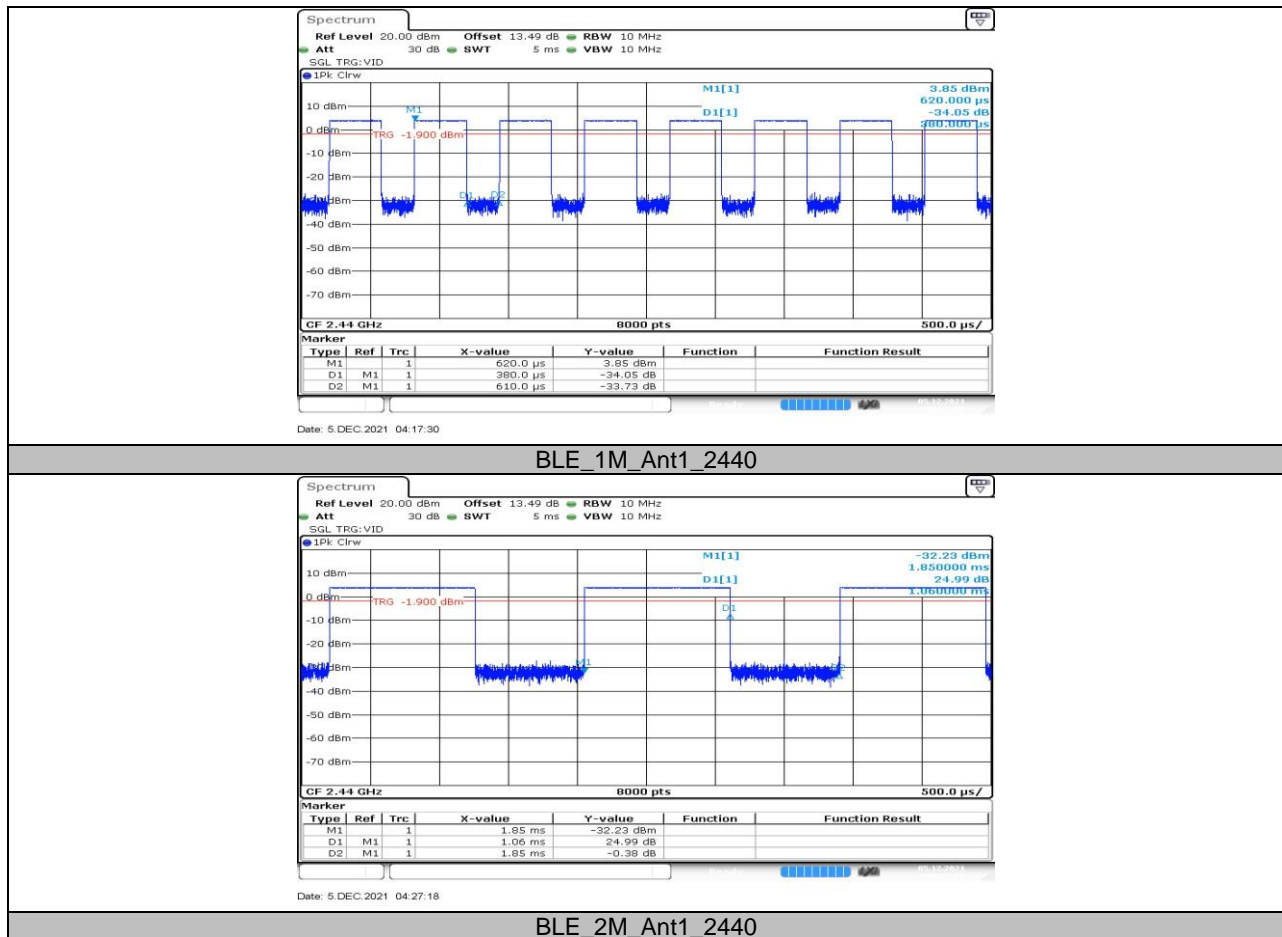 Spectrum
Ref Level 20.00 dBm Offset 13.49 dB RBW 10 MHz
Att 30 dB SWT 5 ms VBW 10 MHz
SGL TRG:VID
1Pk Clrw
M1[1] 3.85 dBm
620.000 µs
10 dBm
M1
D1[1] -34.05 dB
380.000 µs
0 dBm
TRG -1.900 dBm
-10 dBm
-20 dBm
D1 D2
-40 dBm
-50 dBm
-60 dBm
-70 dBm
CF 2.44 GHz 8000 pts 500.0 µs/
Marker
Type Ref Trc X-value Y-value Function Function Result
M1 1 620.0 µs 3.85 dBm
D1 M1 1 380.0 µs -34.05 dB
D2 M1 1 610.0 µs -33.73 dB
Date: 5.DEC.2021 04:17:30
BLE_1M_Ant1_2440
Spectrum
Ref Level 20.00 dBm Offset 13.49 dB RBW 10 MHz
Att 30 dB SWT 5 ms VBW 10 MHz
SGL TRG:VID
1Pk Clrw
M1[1] -32.23 dBm
1.850000 ms
10 dBm
D1[1] 24.99 dB
1.060000 ms
0 dBm
TRG -1.900 dBm
D1
-10 dBm
-20 dBm
M1
-40 dBm
-50 dBm
-60 dBm
-70 dBm
CF 2.44 GHz 8000 pts 500.0 µs/
Marker
Type Ref Trc X-value Y-value Function Function Result
M1 1 1.85 ms -32.23 dBm
D1 M1 1 1.06 ms 24.99 dB
D2 M1 1 1.85 ms -0.38 dB
Date: 5.DEC.2021 04:27:18
BLE_2M_Ant1_2440